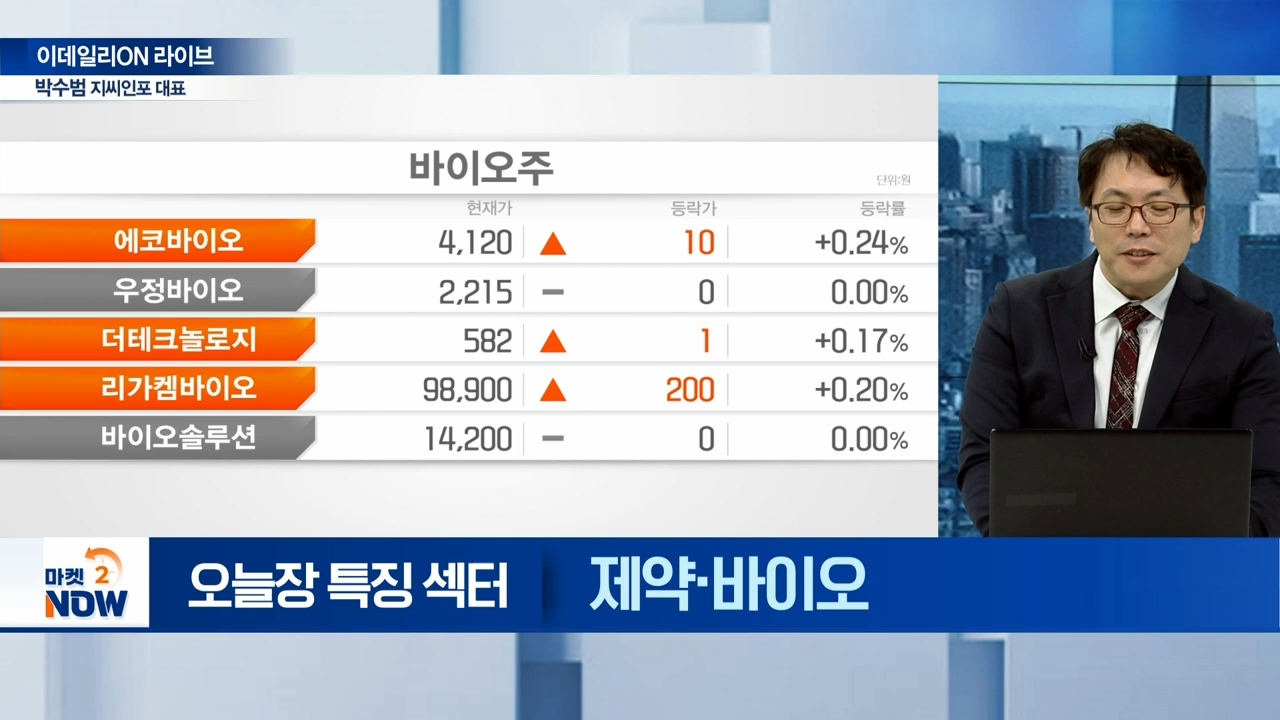 이데일리ON 라이브
박수범 지씨인포 대표
바이오주
단위:원
현재가 등락가 등락률
에코바이오 4,120 ▲ 10 +0.24%
우정바이오 2,215 - 0 0.00%
더테크놀로지 582 ▲ 1 +0.17%
리가켐바이오 98,900 ▲ 200 +0.20%
바이오솔루션 14,200 - 0 0.00%
마켓 2
NOW
오늘장 특징 섹터 제약·바이오